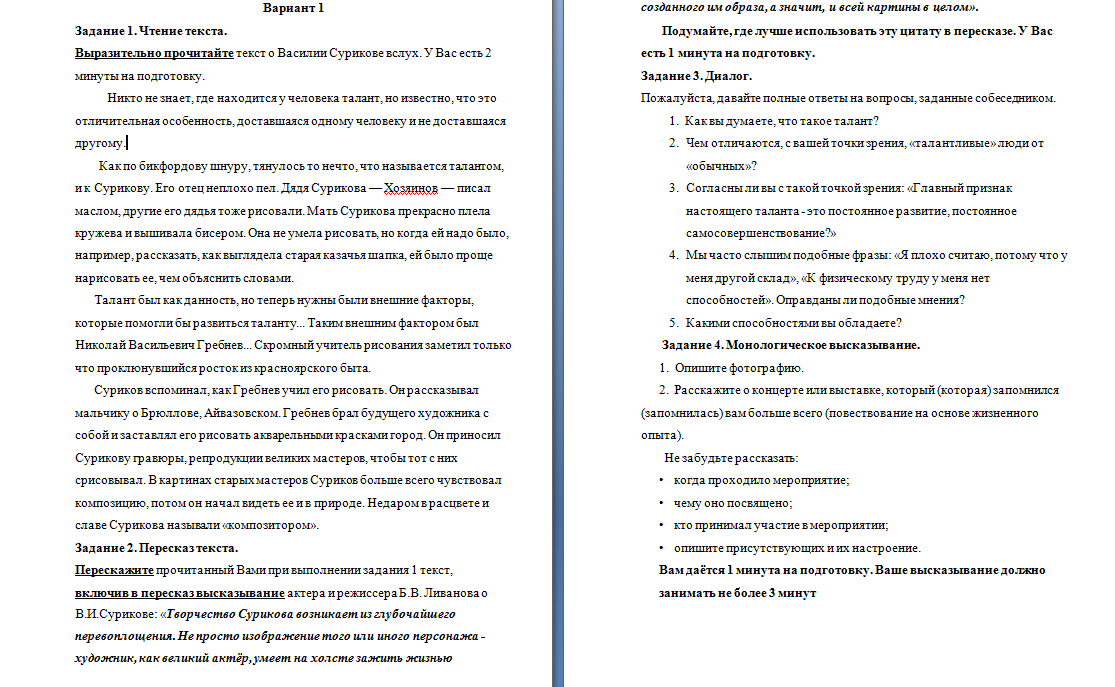 Вариант 1
Задание 1. Чтение текста.
Выразительно прочитайте текст о Василии Сурикове вслух. У Вас есть 2
минуты на подготовку.
Никто не знает, где находится у человека талант, но известно, что это
отличительная особенность, доставшаяся одному человеку и не доставшаяся
другому.
Как по бикфордову шнуру, тянулось то нечто, что называется талантом,
и к Сурикову. Его отец неплохо пел. Дядя Сурикова — Хозяинов — писал
маслом, другие его дядья тоже рисовали. Мать Сурикова прекрасно плела
кружева и вышивала бисером. Она не умела рисовать, но когда ей надо было,
например, рассказать, как выглядела старая казачья шапка, ей было проще
нарисовать ее, чем объяснить словами.
Талант был как данность, но теперь нужны были внешние факторы,
которые помогли бы развиться таланту... Таким внешним фактором был
Николай Васильевич Гребнев... Скромный учитель рисования заметил только
что проклюнувшийся росток из красноярского быта.
Суриков вспоминал, как Гребнев учил его рисовать. Он рассказывал
мальчику о Брюллове, Айвазовском. Гребнев брал будущего художника с
собой и заставлял его рисовать акварельными красками город. Он приносил
Сурикову гравюры, репродукции великих мастеров, чтобы тот с них
срисовывал. В картинах старых мастеров Суриков больше всего чувствовал
композицию, потом он начал видеть ее и в природе. Недаром в расцвете и
славе Сурикова называли «композитором».
Задание 2. Пересказ текста.
Перескажите прочитанный Вами при выполнении задания 1 текст,
включив в пересказ высказывание актера и режиссера Б.В. Ливанова о
В.И.Сурикове: «Творчество Сурикова возникает из глубочайшего
перевоплощения. Не просто изображение того или иного персонажа -
художник, как великий актёр, умеет на холсте зажить жизнью
созданного им образа, а значит, и всей картины в целом».
Подумайте, где лучше использовать эту цитату в пересказе. У Вас
есть 1 минута на подготовку.
Задание 3. Диалог.
Пожалуйста, давайте полные ответы на вопросы, заданные собеседником.
1. Как вы думаете, что такое талант?
2. Чем отличаются, с вашей точки зрения, «талантливые» люди от
«обычных»?
3. Согласны ли вы с такой точкой зрения: «Главный признак
настоящего таланта - это постоянное развитие, постоянное
самосовершенствование?»
4. Мы часто слышим подобные фразы: «Я плохо считаю, потому что у
меня другой склад», «К физическому труду у меня нет
способностей». Оправданы ли подобные мнения?
5. Какими способностями вы обладаете?
Задание 4. Монологическое высказывание.
1. Опишите фотографию.
2. Расскажите о концерте или выставке, который (которая) запомнился
(запомнилась) вам больше всего (повествование на основе жизненного
опыта).
Не забудьте рассказать:
• когда проходило мероприятие;
• чему оно посвящено;
• кто принимал участие в мероприятии;
• опишите присутствующих и их настроение.
Вам даётся 1 минута на подготовку. Ваше высказывание должно
занимать не более 3 минут